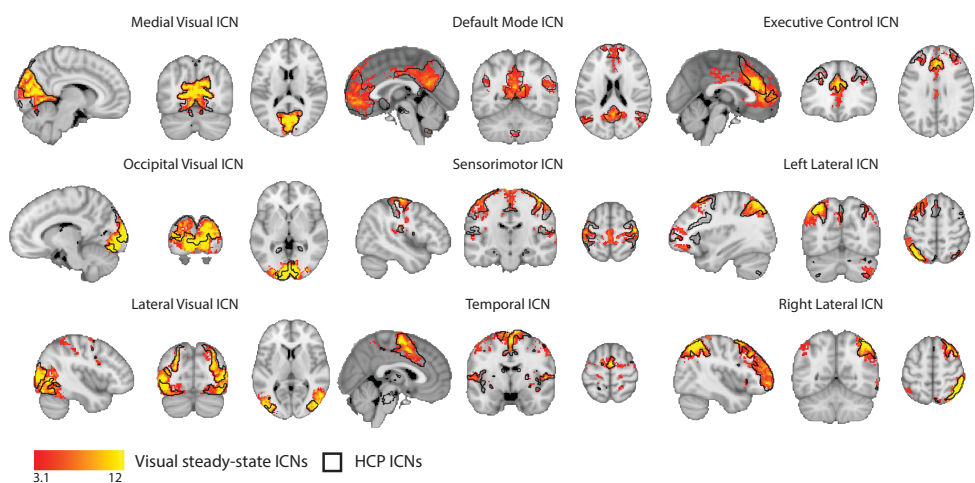 Medial Visual ICN
Default Mode ICN
Executive Control ICN
Occipital Visual ICN
Sensorimotor ICN
Left Lateral ICN
Lateral Visual ICN
Temporal ICN
Right Lateral ICN
Visual steady-state ICNs
HCP ICNs
3.1
12